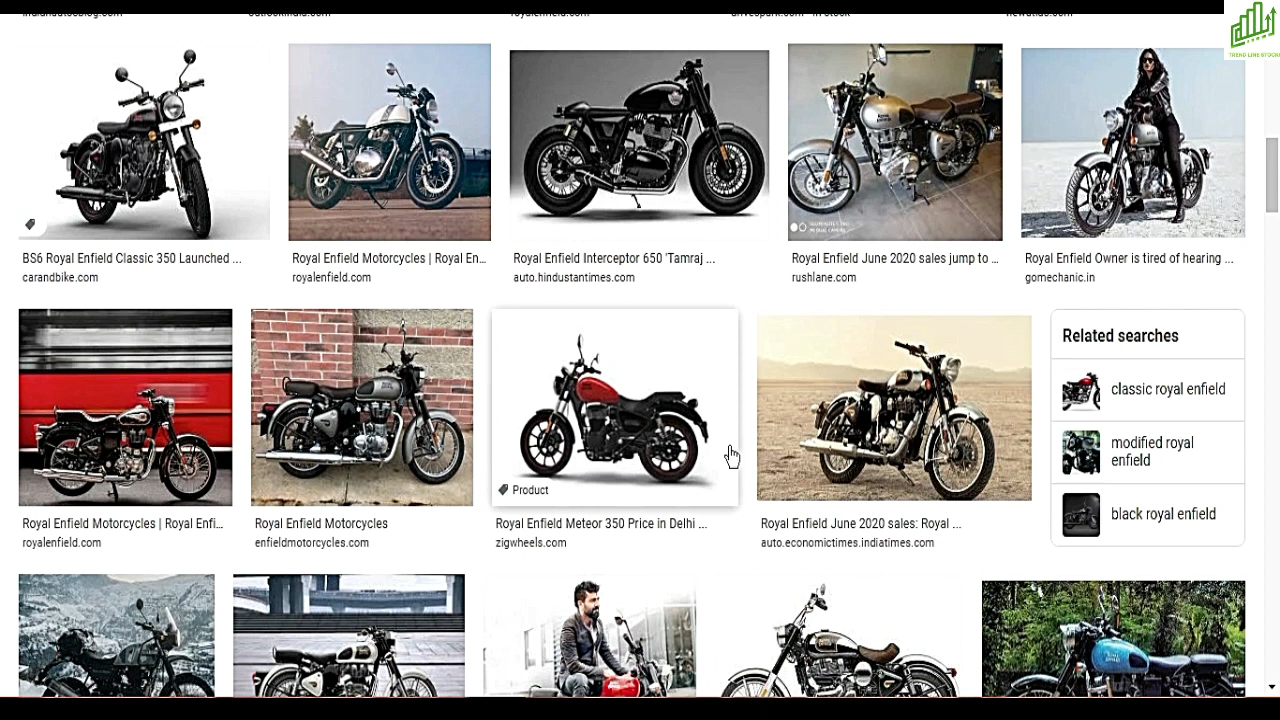 TREND LINE STOCKS
BS6 Royal Enfield Classic 350 Launched ...
carandbike.com
Royal Enfield Motorcycles | Royal En...
royalenfield.com
Royal Enfield Interceptor 650 'Tamraj ...
auto.hindustantimes.com
Royal Enfield June 2020 sales jump to ...
rushlane.com
Royal Enfield Owner is tired of hearing ...
gomechanic.in
Product
Royal Enfield Motorcycles | Royal Enfi...
royalenfield.com
Royal Enfield Motorcycles
enfieldmotorcycles.com
Royal Enfield Meteor 350 Price in Delhi ...
zigwheels.com
Royal Enfield June 2020 sales: Royal ...
auto.economictimes.indiatimes.com
Related searches
classic royal enfield
modified royal
enfield
black royal enfield